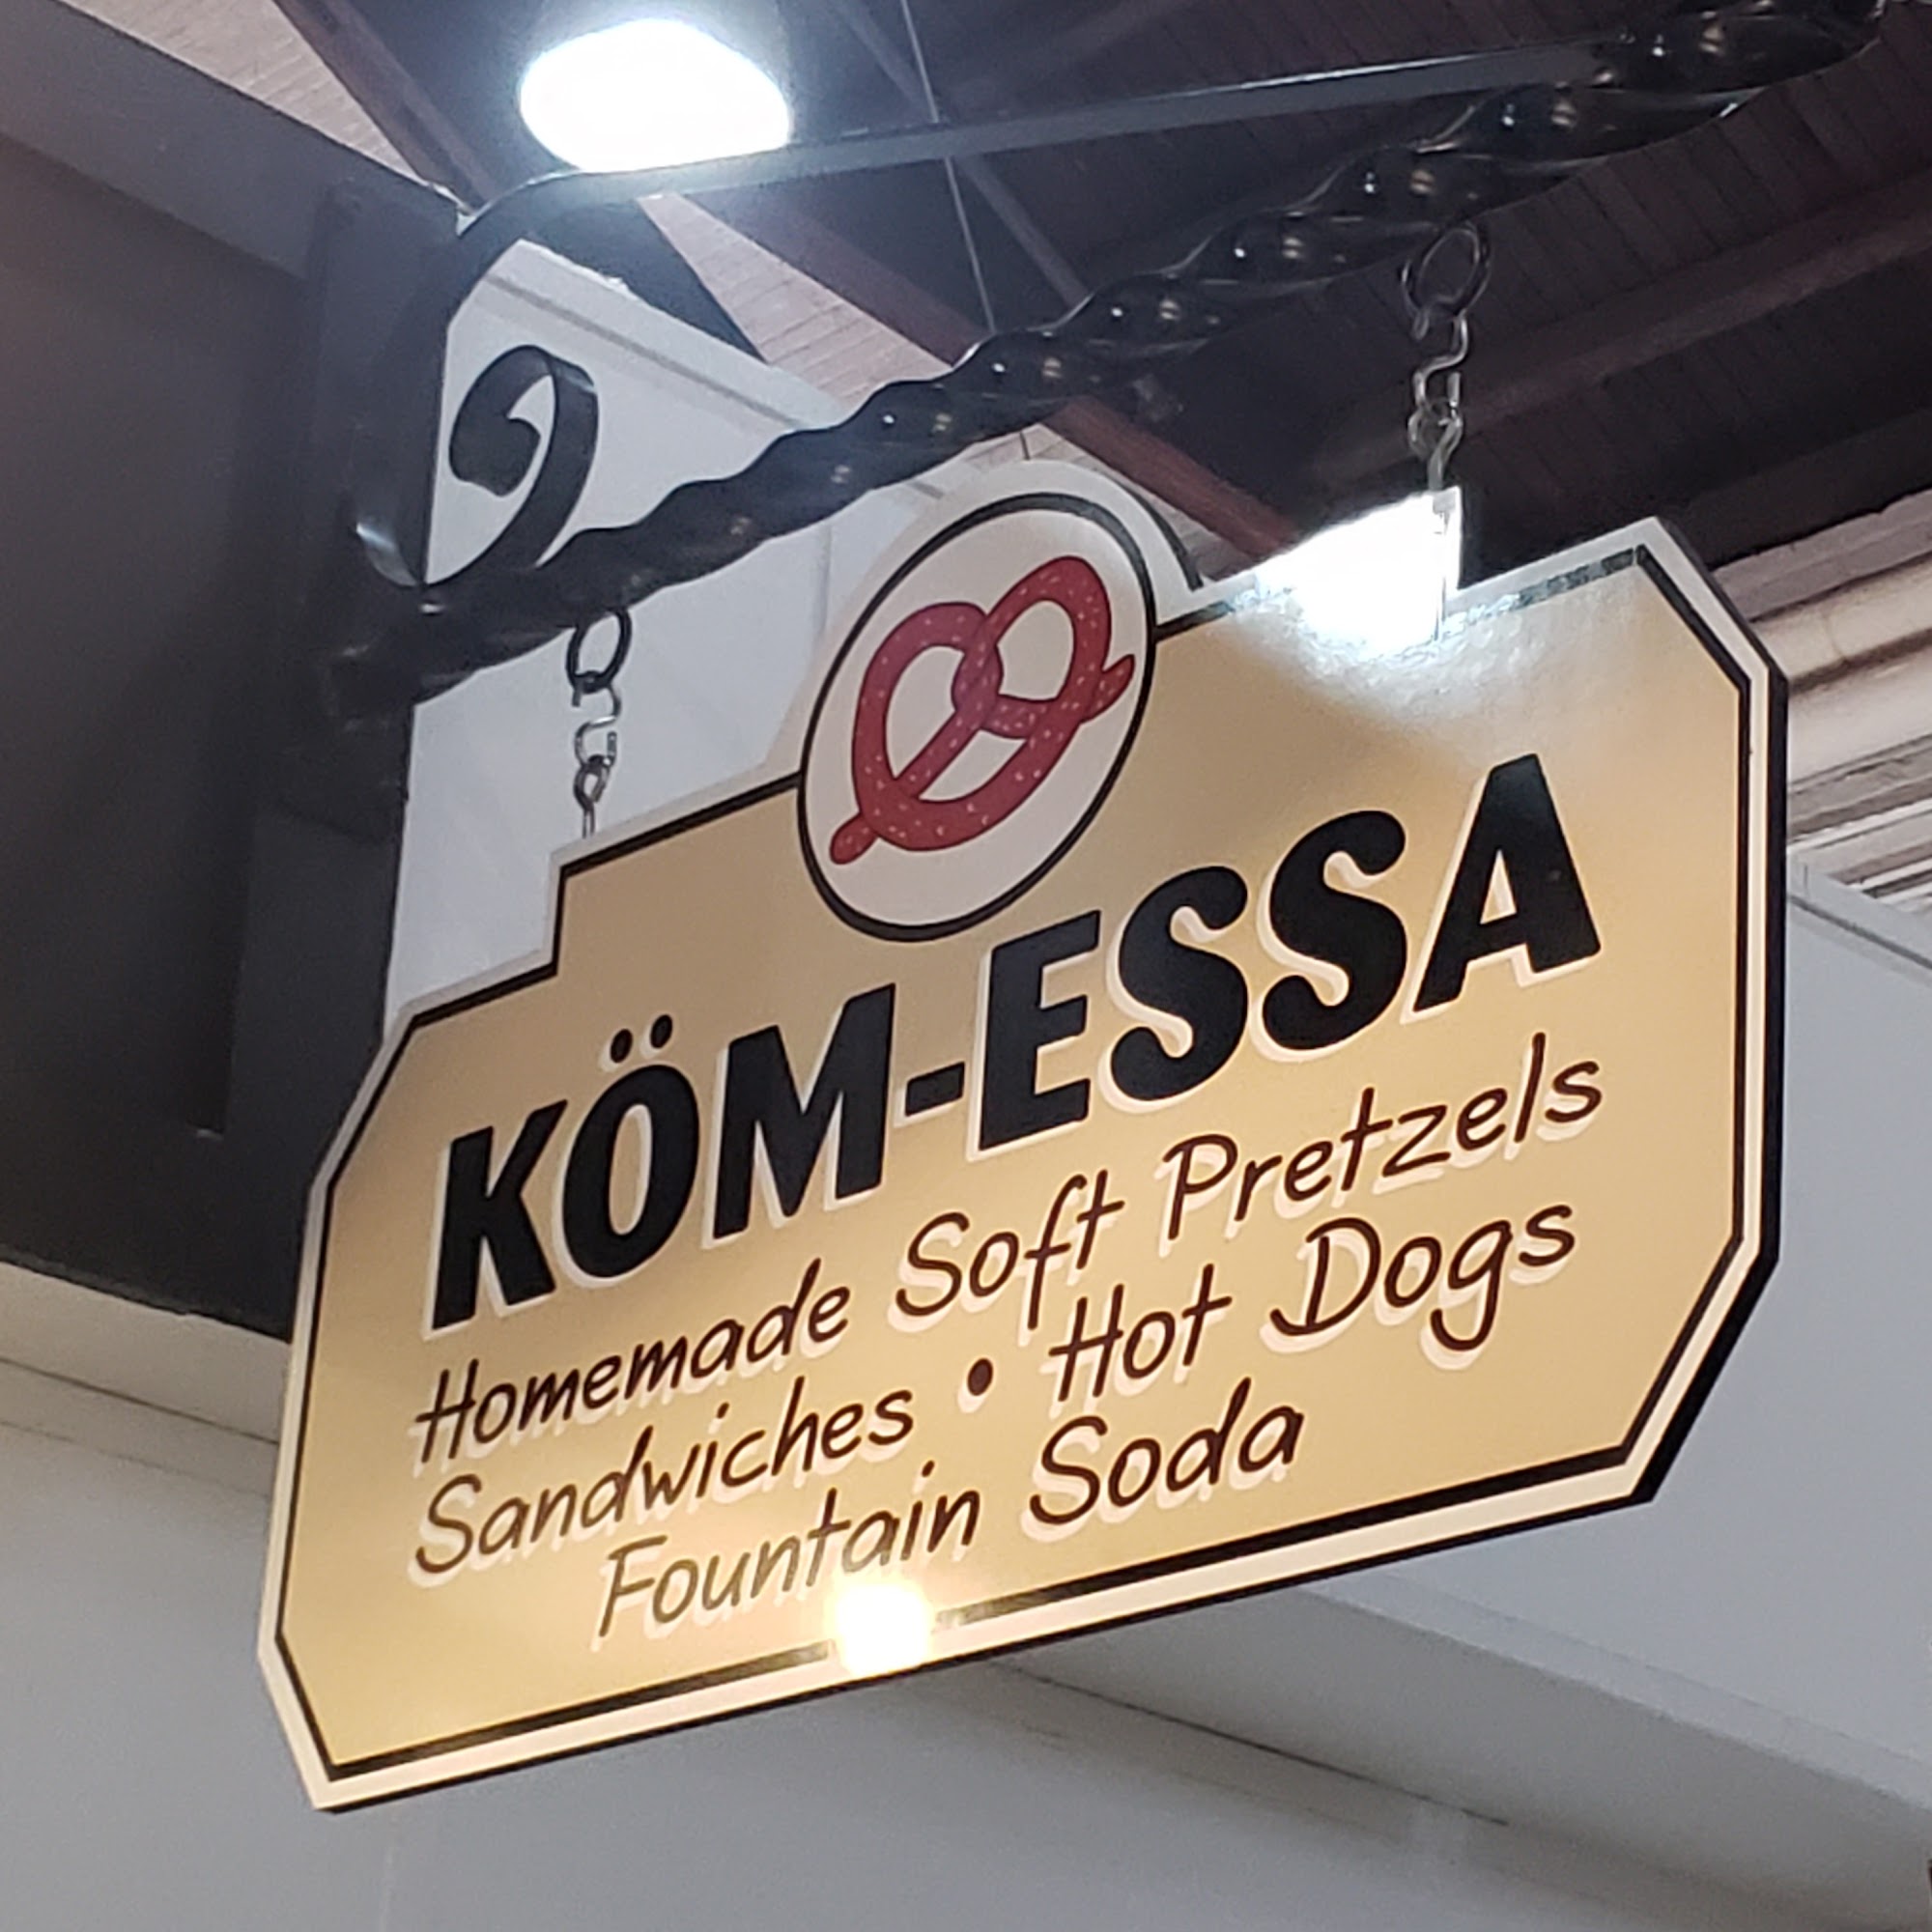 KÖM-ESSA
Homemade Soft Pretzels
Sandwiches • Hot Dogs
Fountain Soda